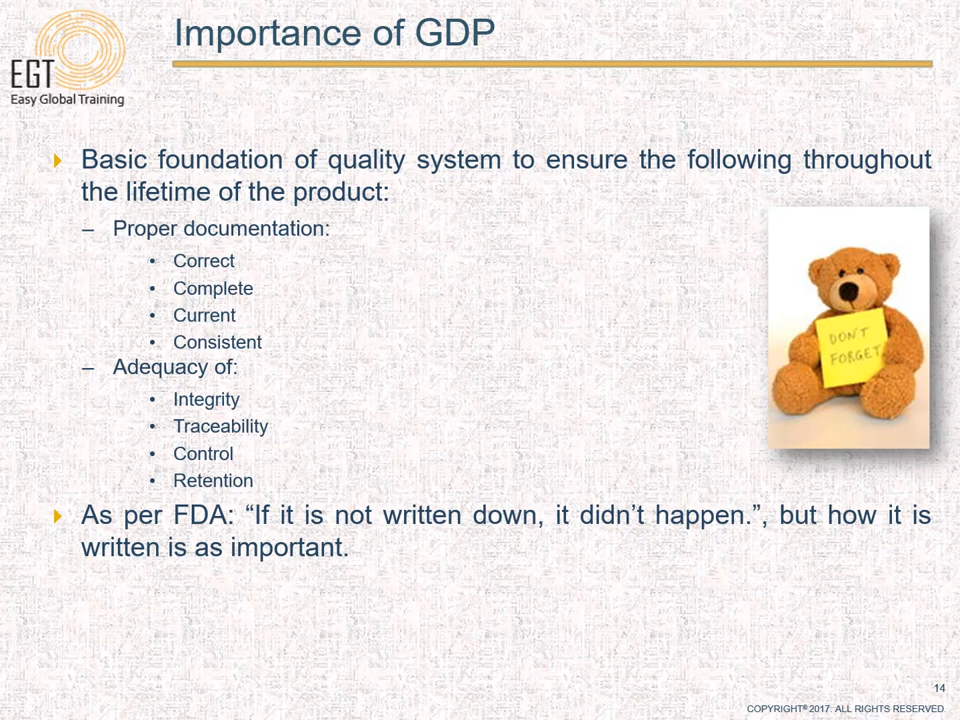 Importance of GDP
EGT
Easy Global Training
Basic foundation of quality system to ensure the following throughout
the lifetime of the product:
– Proper documentation:
• Correct
• Complete
• Current
• Consistent
– Adequacy of:
• Integrity
• Traceability
• Control
• Retention
DON'T
FORGET
As per FDA: “If it is not written down, it didn’t happen.”, but how it is
written is as important.
14
COPYRIGHT® 2017. ALL RIGHTS RESERVED.